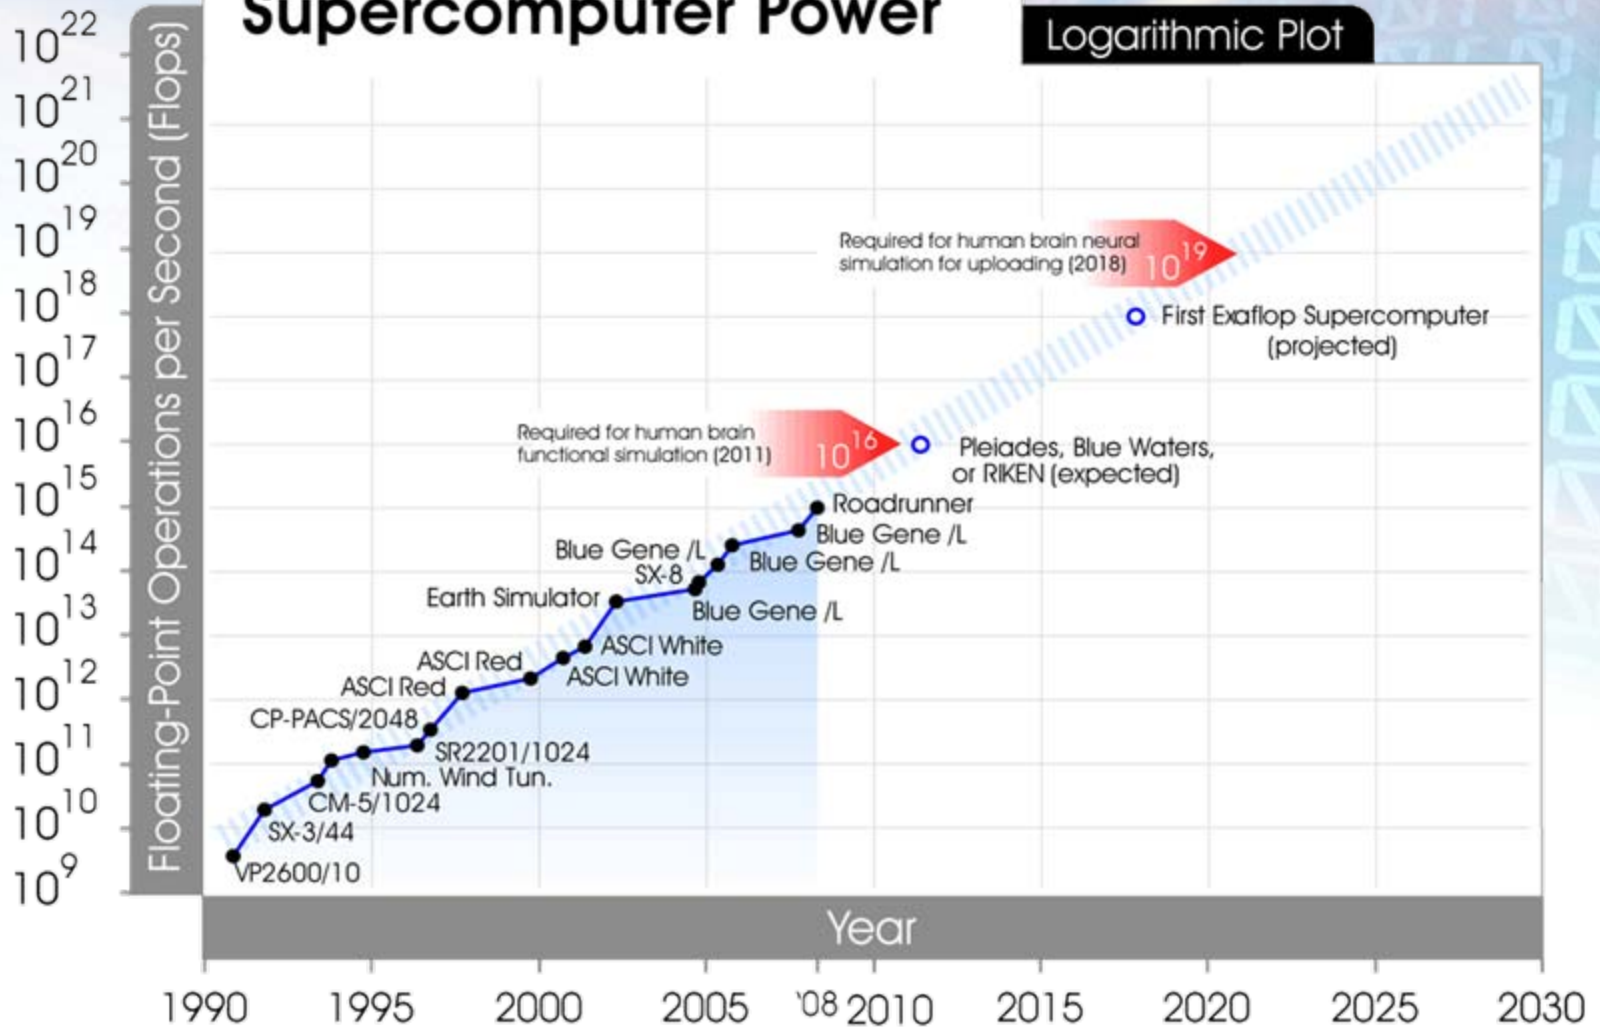 Supercomputer Power
Logarithmic Plot
Floating-Point Operations per Second (Flops)
10^22
10^21
10^20
10^19
10^18
10^17
10^16
10^15
10^14
10^13
10^12
10^11
10^10
10^9
Required for human brain neural
simulation for uploading (2018)
10^19
First Exaflop Supercomputer
(projected)
Required for human brain
functional simulation (2011)
10^16
Pleiades, Blue Waters,
or RIKEN (expected)
Roadrunner
Blue Gene /L
Blue Gene /L
Blue Gene /L
SX-8
Earth Simulator
Blue Gene /L
ASCI White
ASCI Red
ASCI White
ASCI Red
CP-PACS/2048
SR2201/1024
Num. Wind Tun.
CM-5/1024
SX-3/44
VP2600/10
Year
1990
1995
2000
2005
'08
2010
2015
2020
2025
2030